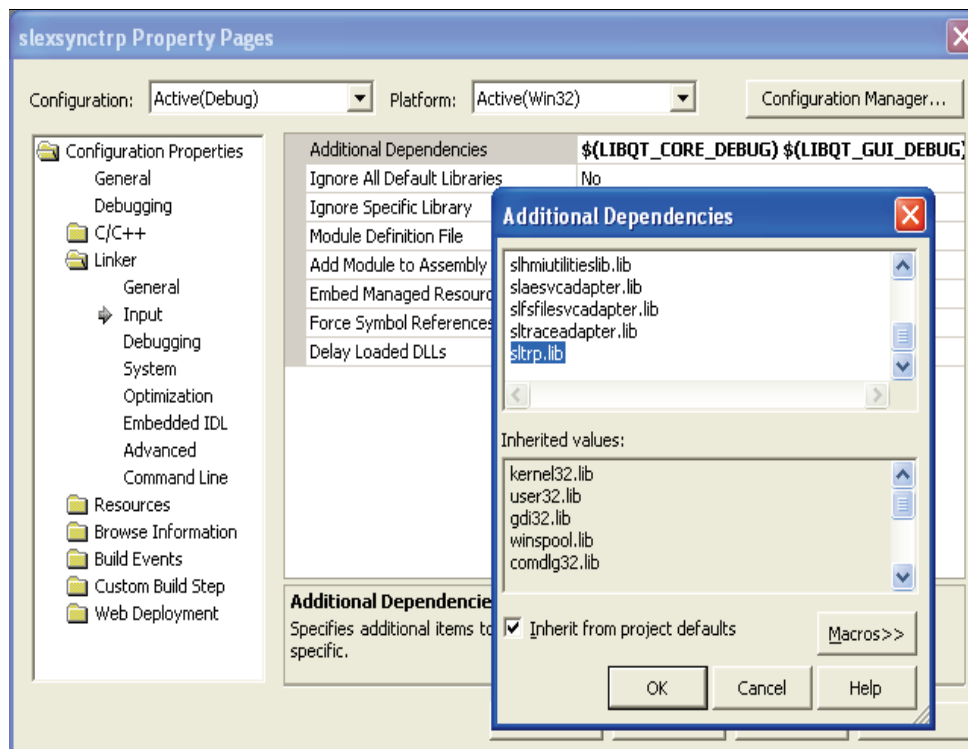 slexsynctrp Property Pages
Configuration: Active(Debug) Platform: Active(Win32) Configuration Manager...
Configuration Properties
General
Debugging
C/C++
Linker
General
Input
Debugging
System
Optimization
Embedded IDL
Advanced
Command Line
Resources
Browse Information
Build Events
Custom Build Step
Web Deployment
Additional Dependencies $(LIBQT_CORE_DEBUG) $(LIBQT_GUI_DEBUG)
Ignore All Default Libraries No
Ignore Specific Library
Module Definition File
Add Module to Assembly
Embed Managed Resourc
Force Symbol References
Delay Loaded DLLs
Additional Dependencie
Specifies additional items to
specific.
Additional Dependencies
slhmiutilitieslib.lib
slaesvcadapter.lib
slfsfilesvcadapter.lib
sltraceadapter.lib
sltrp.lib
Inherited values:
kernel32.lib
user32.lib
gdi32.lib
winspool.lib
comdlg32.lib
Inherit from project defaults
Macros>>
OK Cancel Help